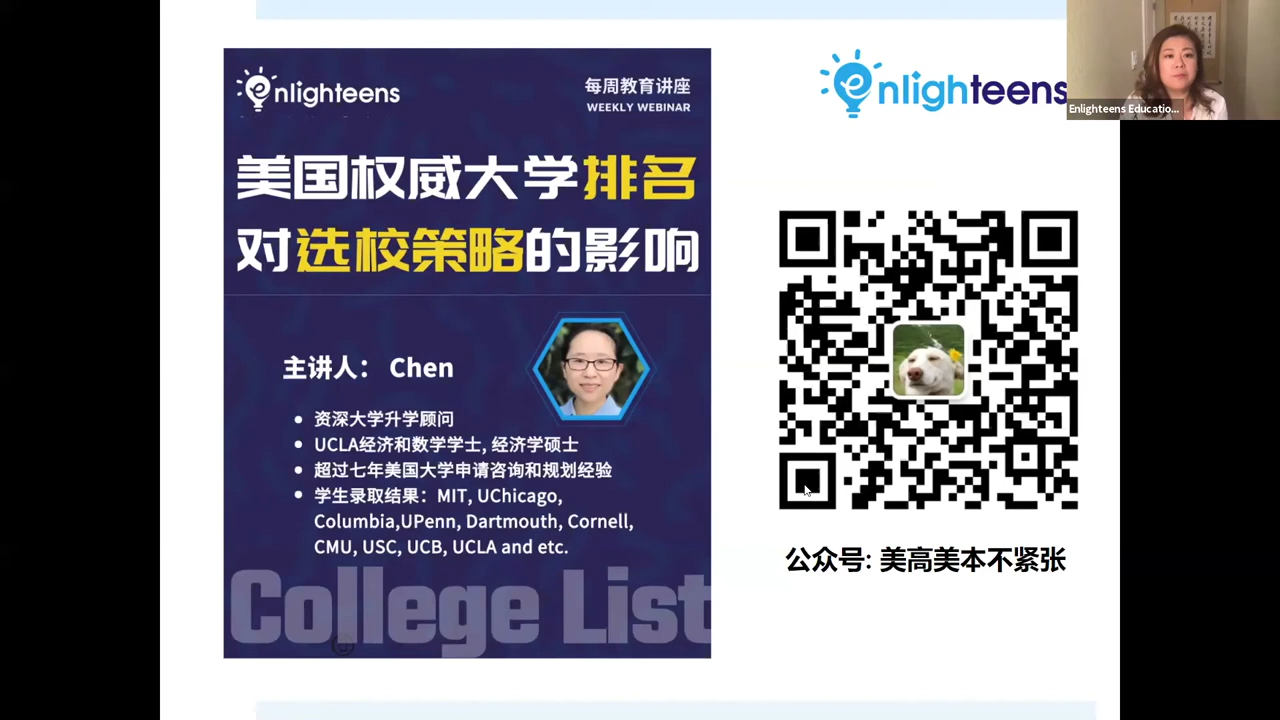 enlighteens
每周教育讲座
WEEKLY WEBINAR
美国权威大学排名
对选校策略的影响
主讲人： Chen
资深大学升学顾问
UCLA经济和数学学士, 经济学硕士
超过七年美国大学申请咨询和规划经验
学生录取结果：MIT, UChicago,
Columbia,UPenn, Dartmouth, Cornell,
CMU, USC, UCB, UCLA and etc.
College List
enlighteens
公众号: 美高美本不紧张
Enlighteens Educatio...